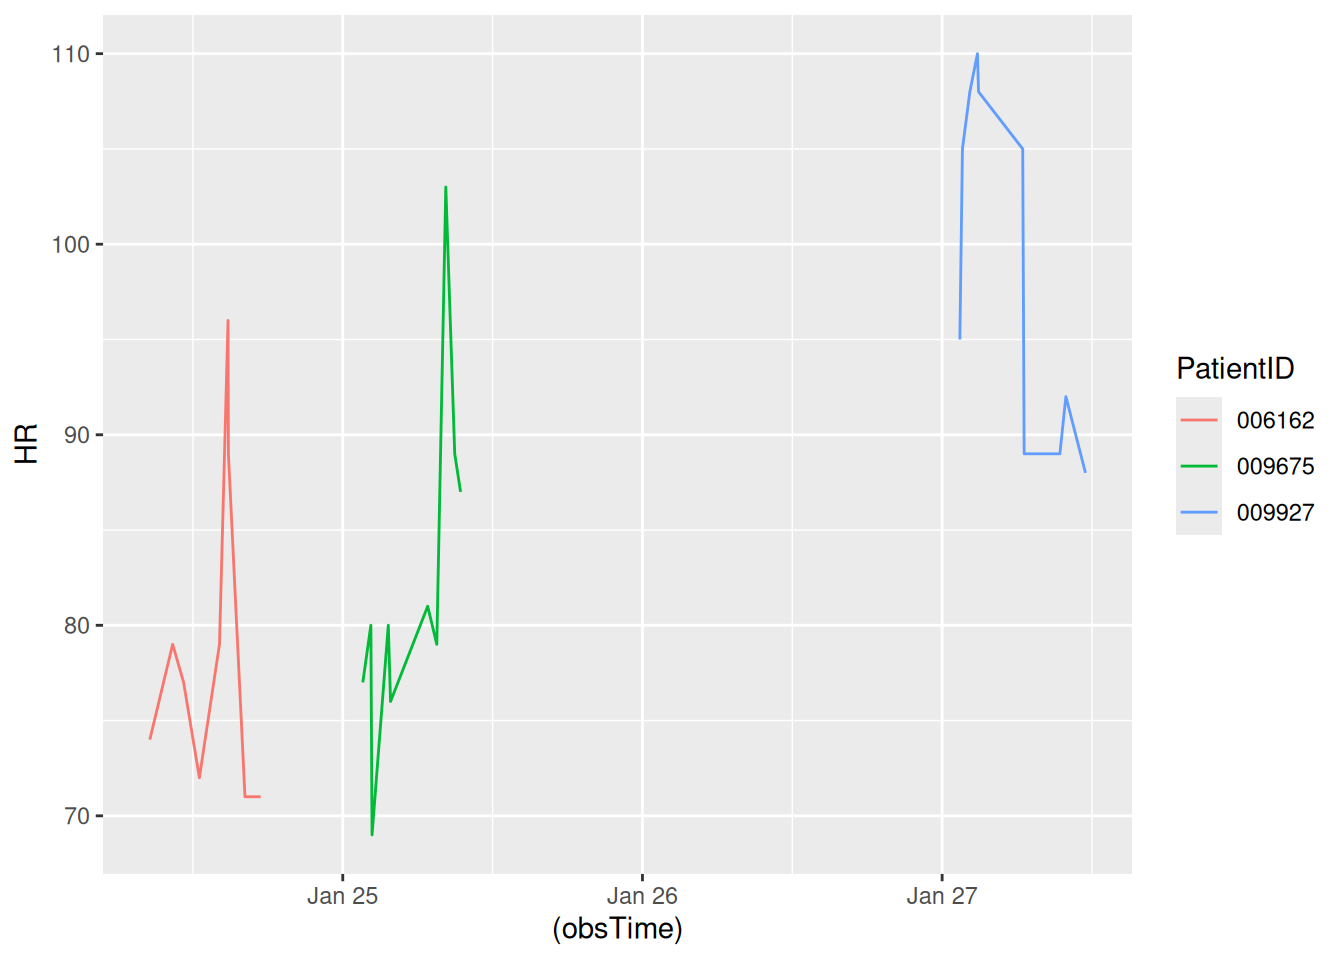 110
100
90
80
70
HR
Jan 25
Jan 26
Jan 27
(obsTime)
PatientID
006162
009675
009927